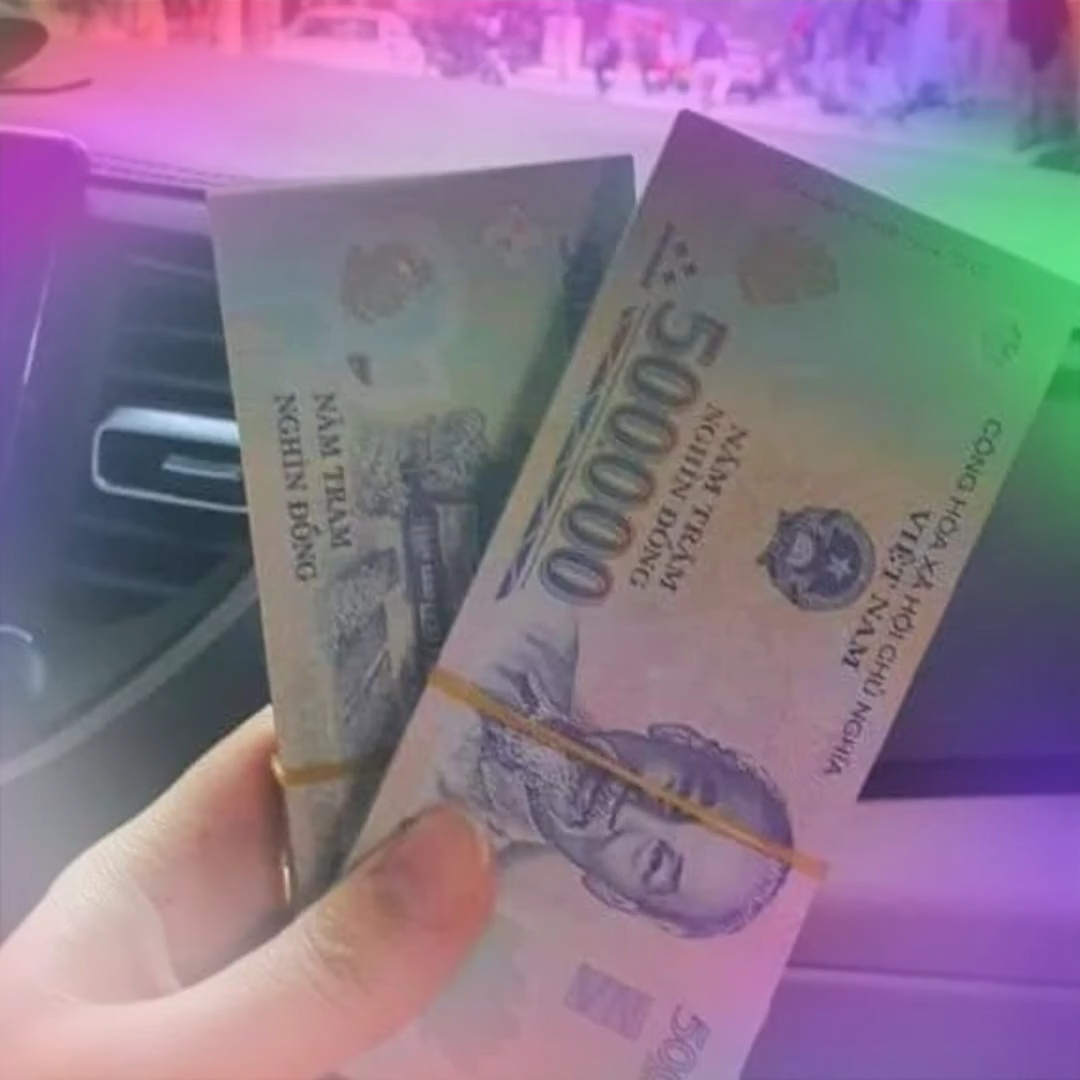 NĂM TRĂM
NGHÌN ĐỒNG
500000
NĂM TRĂM
NGHÌN ĐỒNG
CỘNG HÒA XÃ HỘI CHỦ NGHĨA
VIỆT NAM